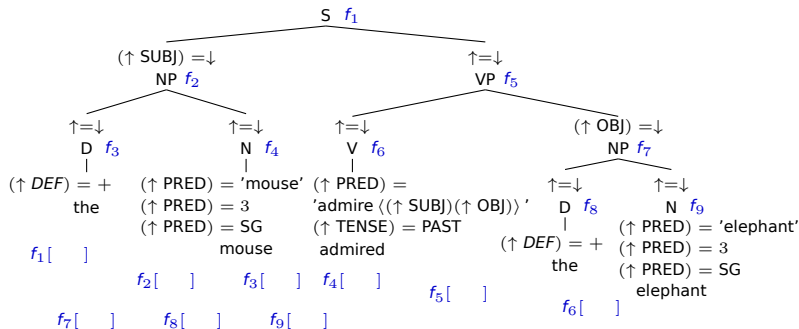 S f1
(↑ SUBJ) =↓ ↑=↓
NP f2 VP f5
↑=↓ ↑=↓ ↑=↓ (↑ OBJ) =↓
D f3 N f4 V f6 NP f7
(↑ DEF) = + (↑ PRED) = 'mouse' (↑ PRED) = ↑=↓ ↑=↓
the (↑ PRED) = 3 'admire ⟨(↑ SUBJ)(↑ OBJ)⟩ ' D f8 N f9
(↑ PRED) = SG (↑ TENSE) = PAST (↑ DEF) = + (↑ PRED) = 'elephant'
mouse admired the (↑ PRED) = 3
(↑ PRED) = SG
elephant
f1[ ]
f2[ ] f3[ ] f4[ ] f5[ ] f6[ ]
f7[ ] f8[ ] f9[ ]